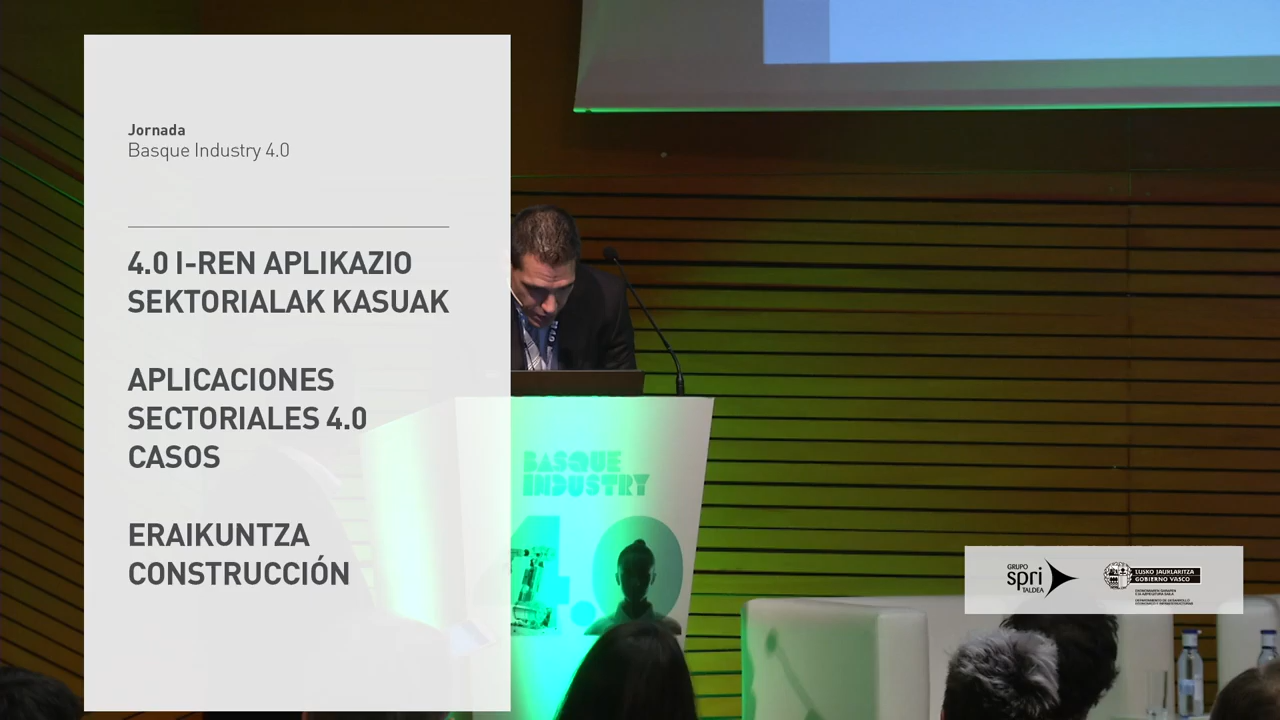 Jornada
Basque Industry 4.0
4.0 I-REN APLIKAZIO
SEKTORIALAK KASUAK
APLICACIONES
SECTORIALES 4.0
CASOS
ERAIKUNTZA
CONSTRUCCIÓN
BASQUE
INDUSTRY
4.0
GRUPO
spri
TALDEA
EUSKO JAURLARITZA
GOBIERNO VASCO